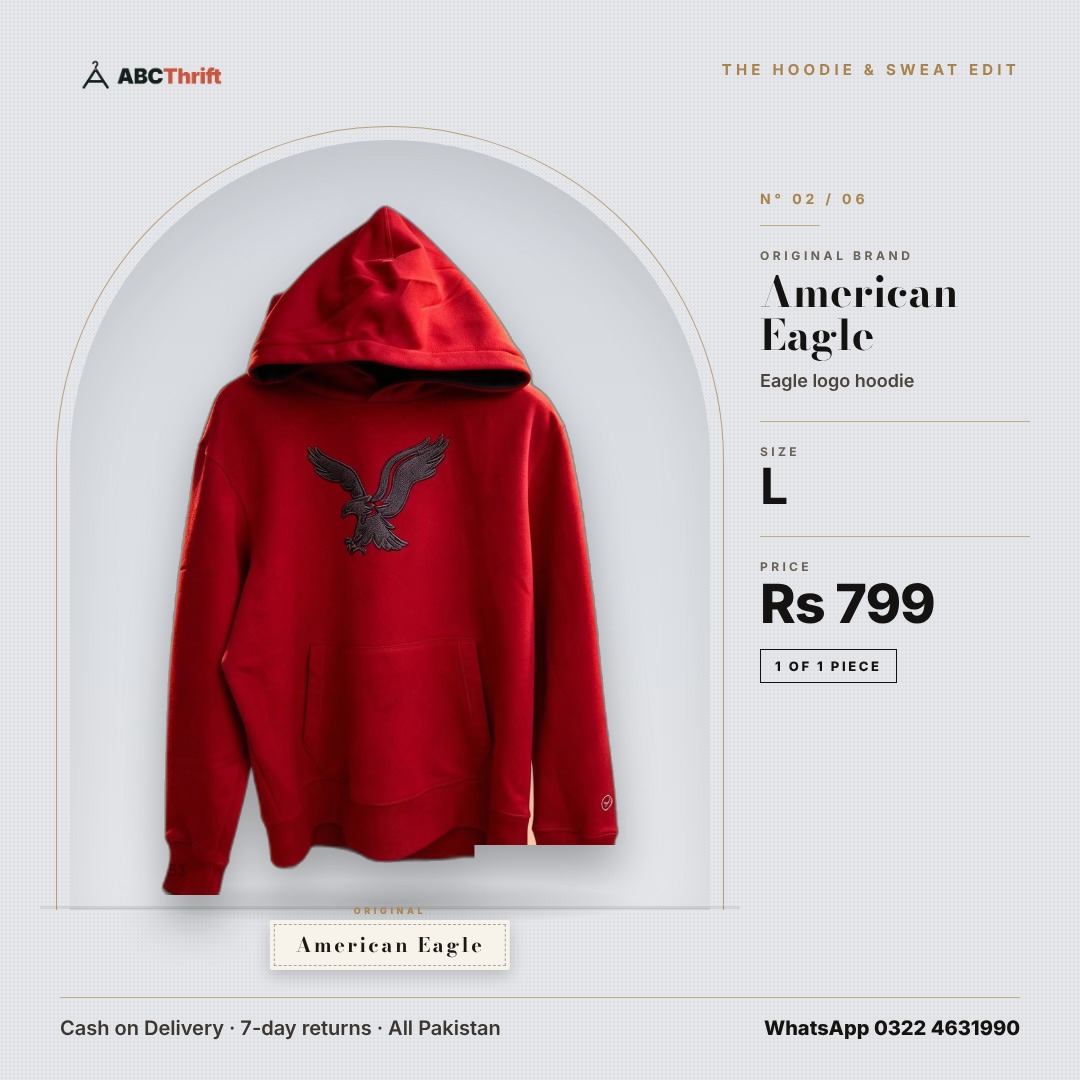 ABCThrift
THE HOODIE & SWEAT EDIT
N° 02 / 06
ORIGINAL BRAND
American
Eagle
Eagle logo hoodie
SIZE
L
PRICE
Rs 799
1 OF 1 PIECE
ORIGINAL
American Eagle
Cash on Delivery · 7-day returns · All Pakistan
WhatsApp 0322 4631990